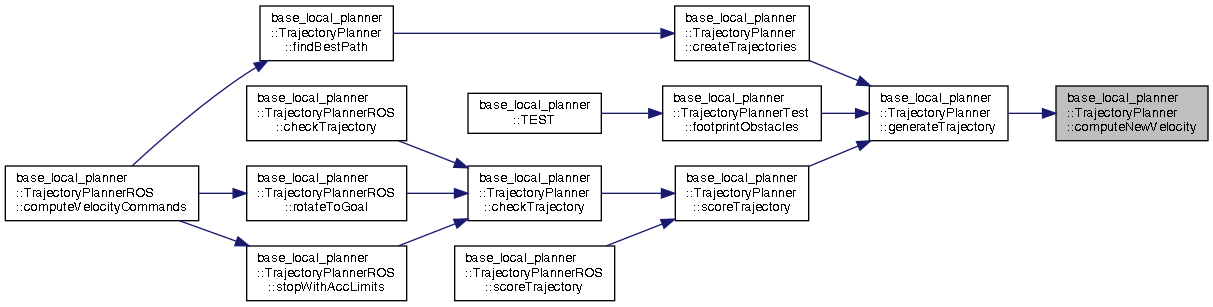 base_local_planner
::TrajectoryPlanner
::findBestPath
base_local_planner
::TrajectoryPlanner
::createTrajectories
base_local_planner
::TrajectoryPlannerROS
::checkTrajectory
base_local_planner
::TEST
base_local_planner
::TrajectoryPlannerTest
::footprintObstacles
base_local_planner
::TrajectoryPlanner
::generateTrajectory
base_local_planner
::TrajectoryPlanner
::computeNewVelocity
base_local_planner
::TrajectoryPlannerROS
::computeVelocityCommands
base_local_planner
::TrajectoryPlannerROS
::rotateToGoal
base_local_planner
::TrajectoryPlanner
::checkTrajectory
base_local_planner
::TrajectoryPlanner
::scoreTrajectory
base_local_planner
::TrajectoryPlannerROS
::stopWithAccLimits
base_local_planner
::TrajectoryPlannerROS
::scoreTrajectory